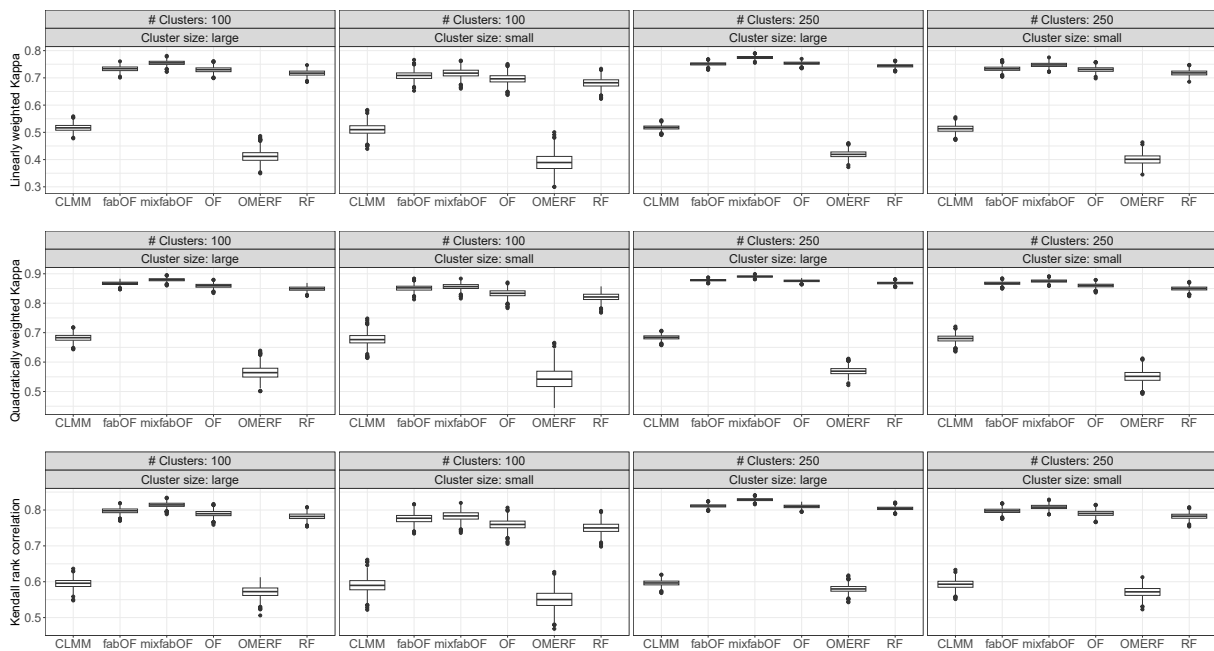 # Clusters: 100 # Clusters: 100 # Clusters: 250 # Clusters: 250
Cluster size: large Cluster size: small Cluster size: large Cluster size: small
Linearly weighted Kappa
0.8
0.7
0.6
0.5
0.4
0.3
CLMM fabOF mixfabOF OF OMERF RF CLMM fabOF mixfabOF OF OMERF RF CLMM fabOF mixfabOF OF OMERF RF CLMM fabOF mixfabOF OF OMERF RF
# Clusters: 100 # Clusters: 100 # Clusters: 250 # Clusters: 250
Cluster size: large Cluster size: small Cluster size: large Cluster size: small
Quadratically weighted Kappa
0.9
0.8
0.7
0.6
0.5
CLMM fabOF mixfabOF OF OMERF RF CLMM fabOF mixfabOF OF OMERF RF CLMM fabOF mixfabOF OF OMERF RF CLMM fabOF mixfabOF OF OMERF RF
# Clusters: 100 # Clusters: 100 # Clusters: 250 # Clusters: 250
Cluster size: large Cluster size: small Cluster size: large Cluster size: small
Kendall rank correlation
0.8
0.7
0.6
0.5
CLMM fabOF mixfabOF OF OMERF RF CLMM fabOF mixfabOF OF OMERF RF CLMM fabOF mixfabOF OF OMERF RF CLMM fabOF mixfabOF OF OMERF RF